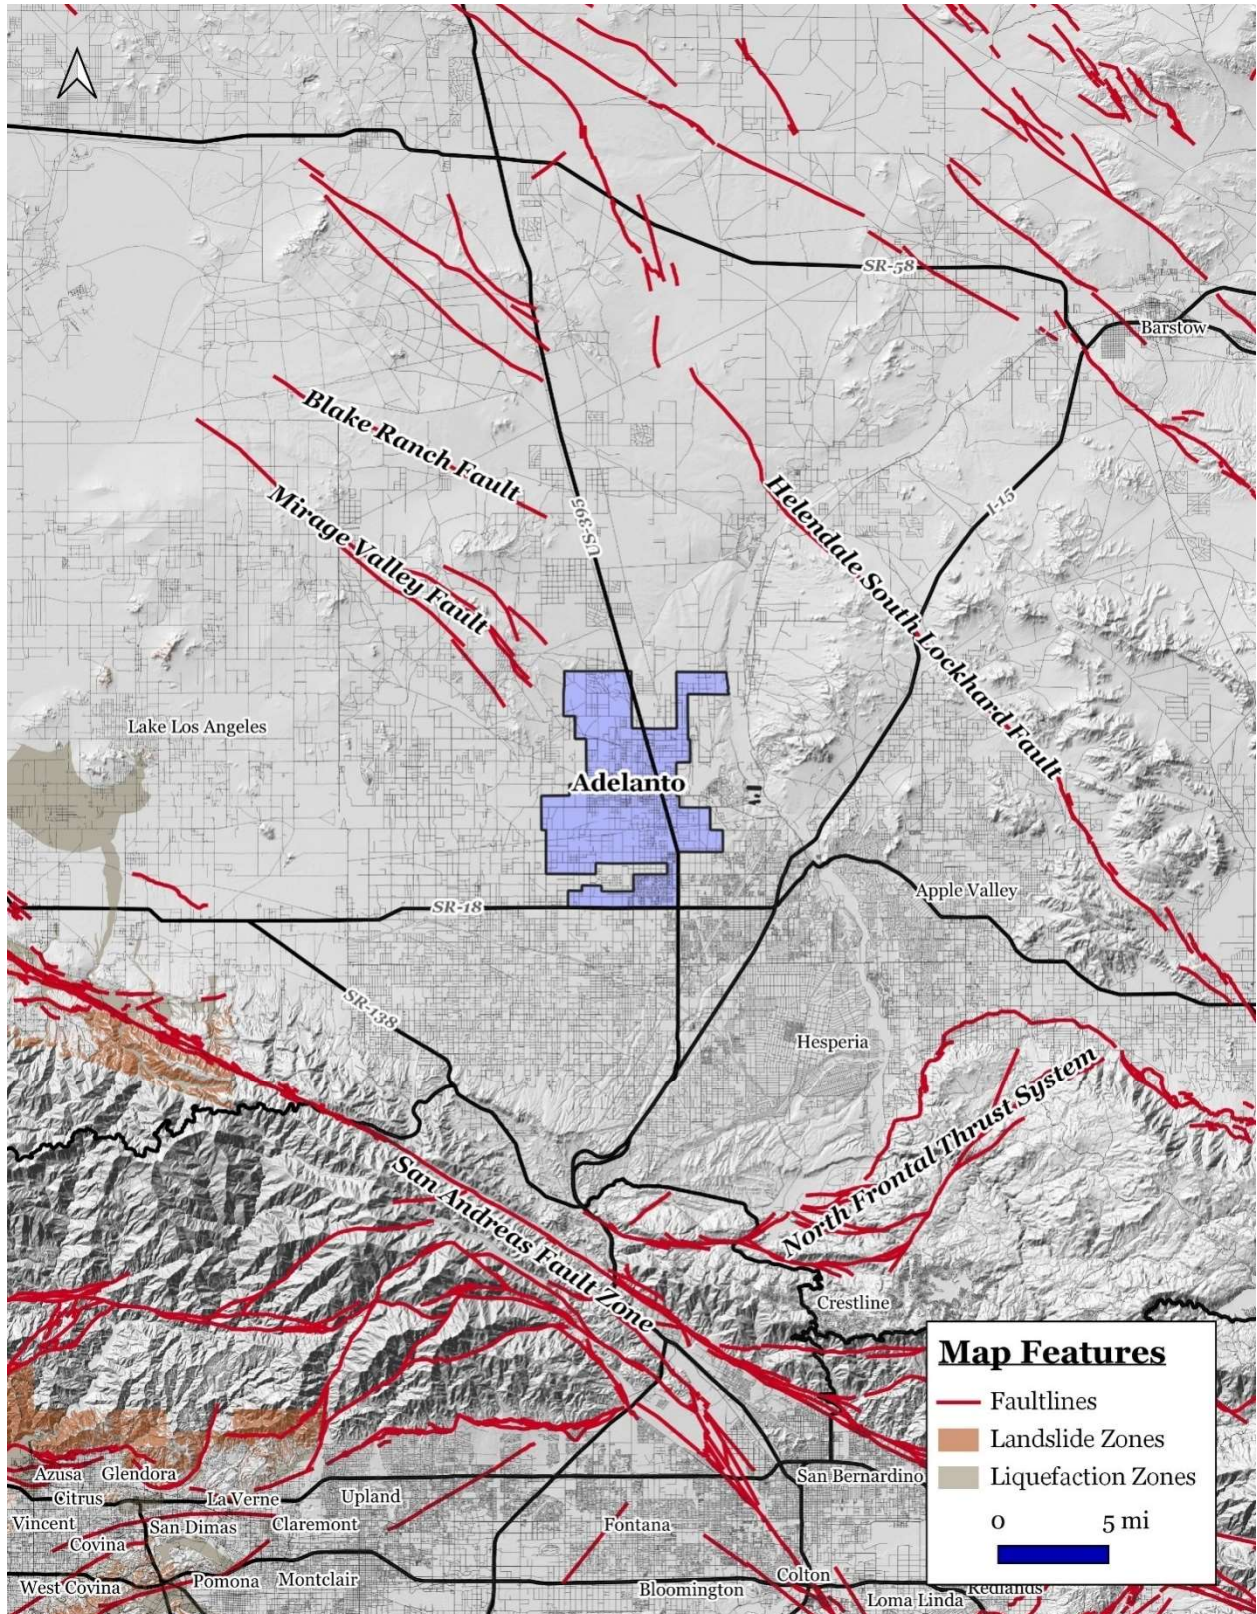 SR-58
Barstow
Blake Ranch Fault
Mirage Valley Fault
US-395
Helendale South Lockhard Fault
I-15
Lake Los Angeles
Adelanto
SR-18
Apple Valley
SR-138
Hesperia
North Frontal Thrust System
San Andreas Fault Zone
Crestline
Map Features
Faultlines
Landslide Zones
Liquefaction Zones
0 5 mi
Azusa
Glendora
Citrus
La Verne
Upland
San Bernardino
Vincent
San Dimas
Claremont
Fontana
Covina
West Covina
Pomona
Montclair
Bloomington
Colton
Loma Linda
Redlands